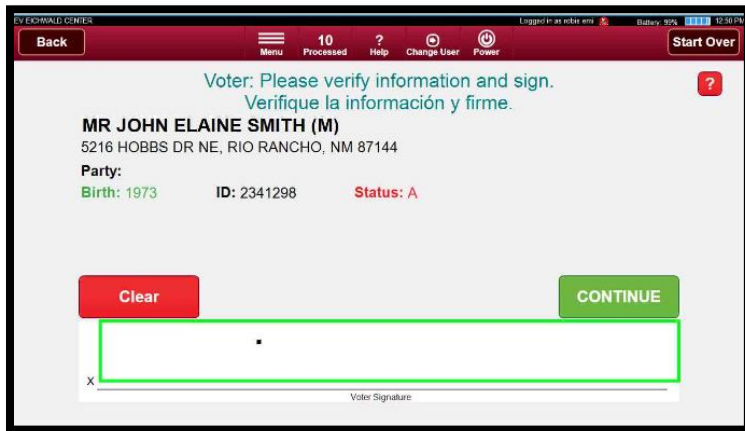 EV EICHWALD CENTER
Logged in as robie erni
Battery: 99%
12:50 PM
Back
Menu
10
Processed
?
Help
Change User
Power
Start Over
Voter: Please verify information and sign.
Verifique la información y firme.
?
MR JOHN ELAINE SMITH (M)
5216 HOBBS DR NE, RIO RANCHO, NM 87144
Party:
Birth: 1973 ID: 2341298 Status: A
Clear
CONTINUE
X
Voter Signature